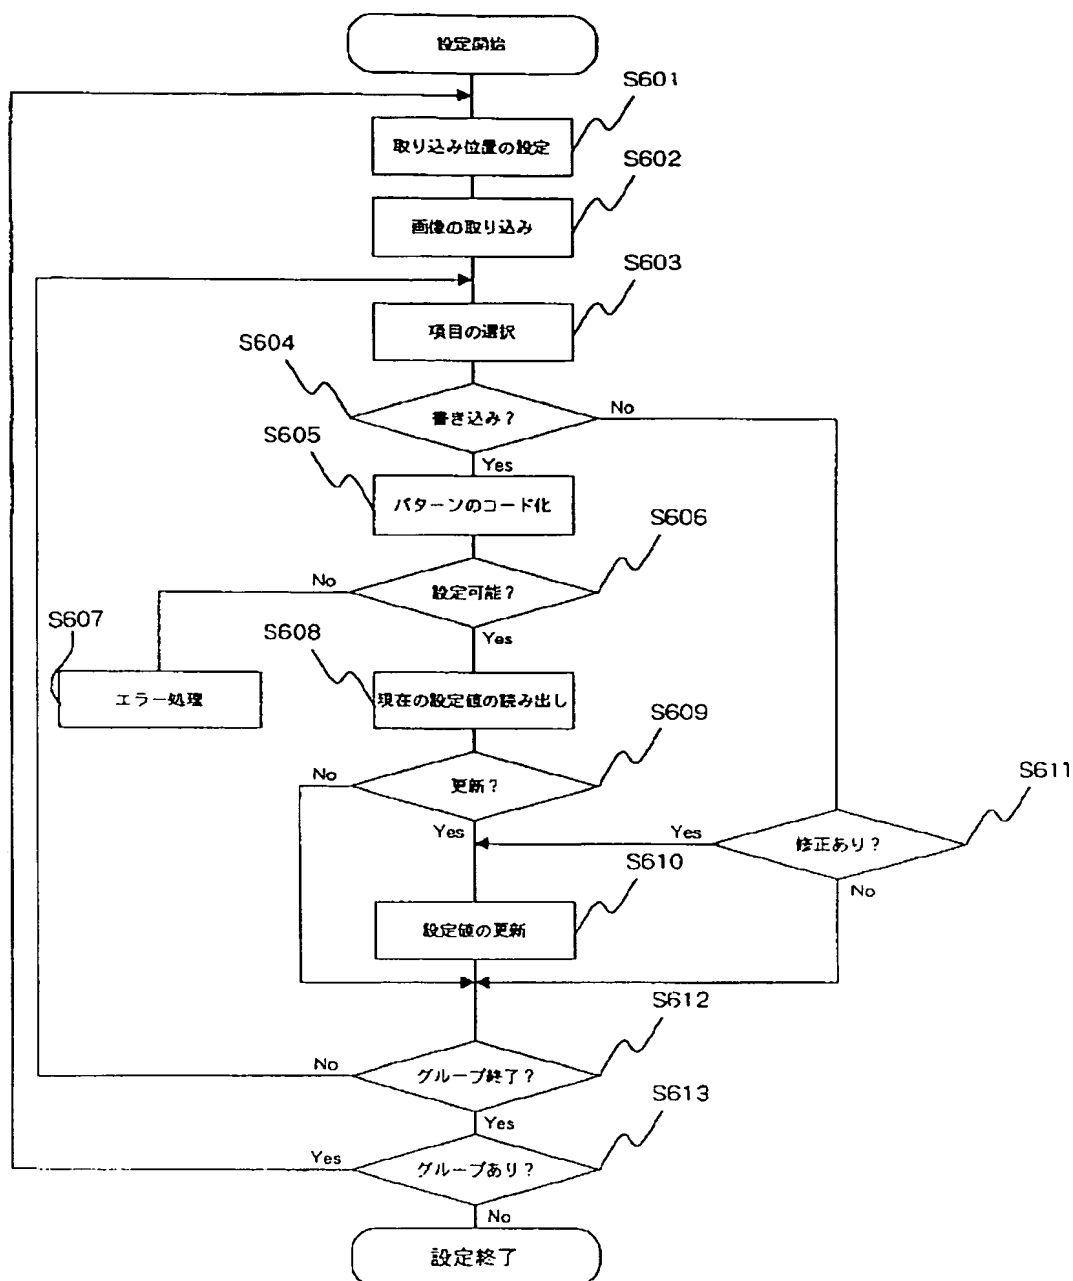 設定開始
S601
取り込み位置の設定
S602
画像の取り込み
S603
項目の選択
S604
書き込み?
No
Yes
S605
パターンのコード化
S606
設定可能?
No
Yes
S607
エラー処理
S608
現在の設定値の読み出し
S609
更新?
No
Yes
S611
修正あり?
Yes
No
S610
設定値の更新
S612
グループ終了?
No
Yes
S613
グループあり?
Yes
No
設定終了